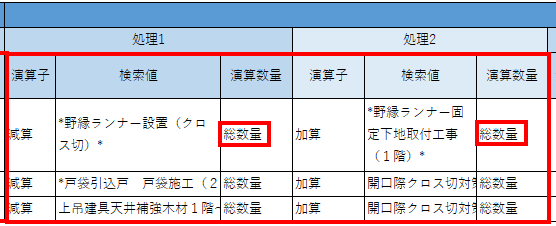 処理1 処理2
演算子 検索値 演算数量 演算子 検索値 演算数量
減算 *野縁ランナー設置（クロス切）* 総数量 加算 *野縁ランナー固定下地取付工事（１階）* 総数量
減算 *戸袋引込戸　戸袋施工（２ 総数量 加算 開口際クロス切対
減算 上吊建具天井補強木材１階 総数量 加算 開口際クロス切対 総数量